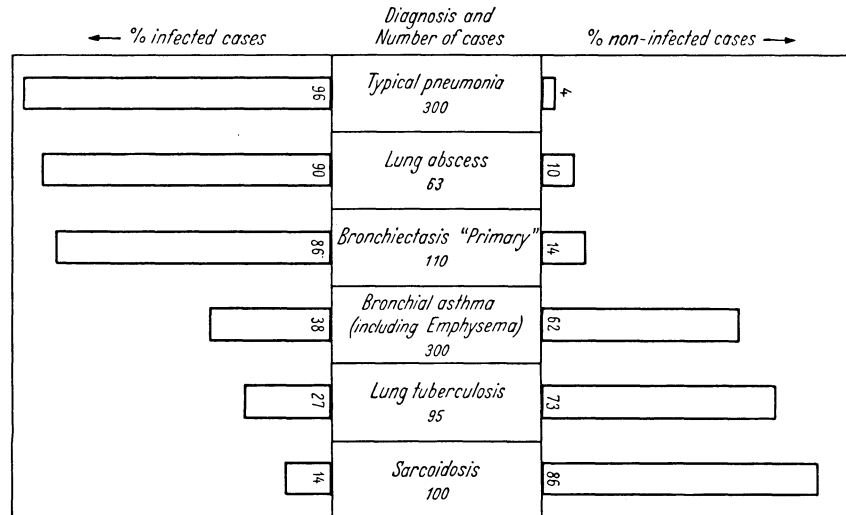 Diagnosis and
← % infected cases Number of cases % non-infected cases →
96 Typical pneumonia 4
300
90 Lung abscess 10
63
86 Bronchiectasis "Primary" 14
110
Bronchial asthma
38 (including Emphysema) 62
300
27 Lung tuberculosis 73
95
14 Sarcoidosis 86
100